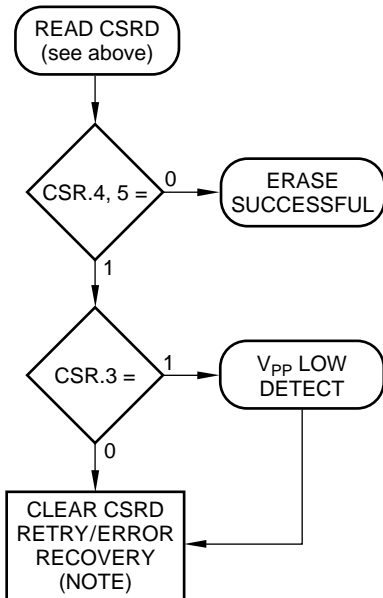 READ CSRD
(see above)
CSR.4, 5 =
0
ERASE
SUCCESSFUL
1
CSR.3 =
1
VPP LOW
DETECT
0
CLEAR CSRD
RETRY/ERROR
RECOVERY
(NOTE)